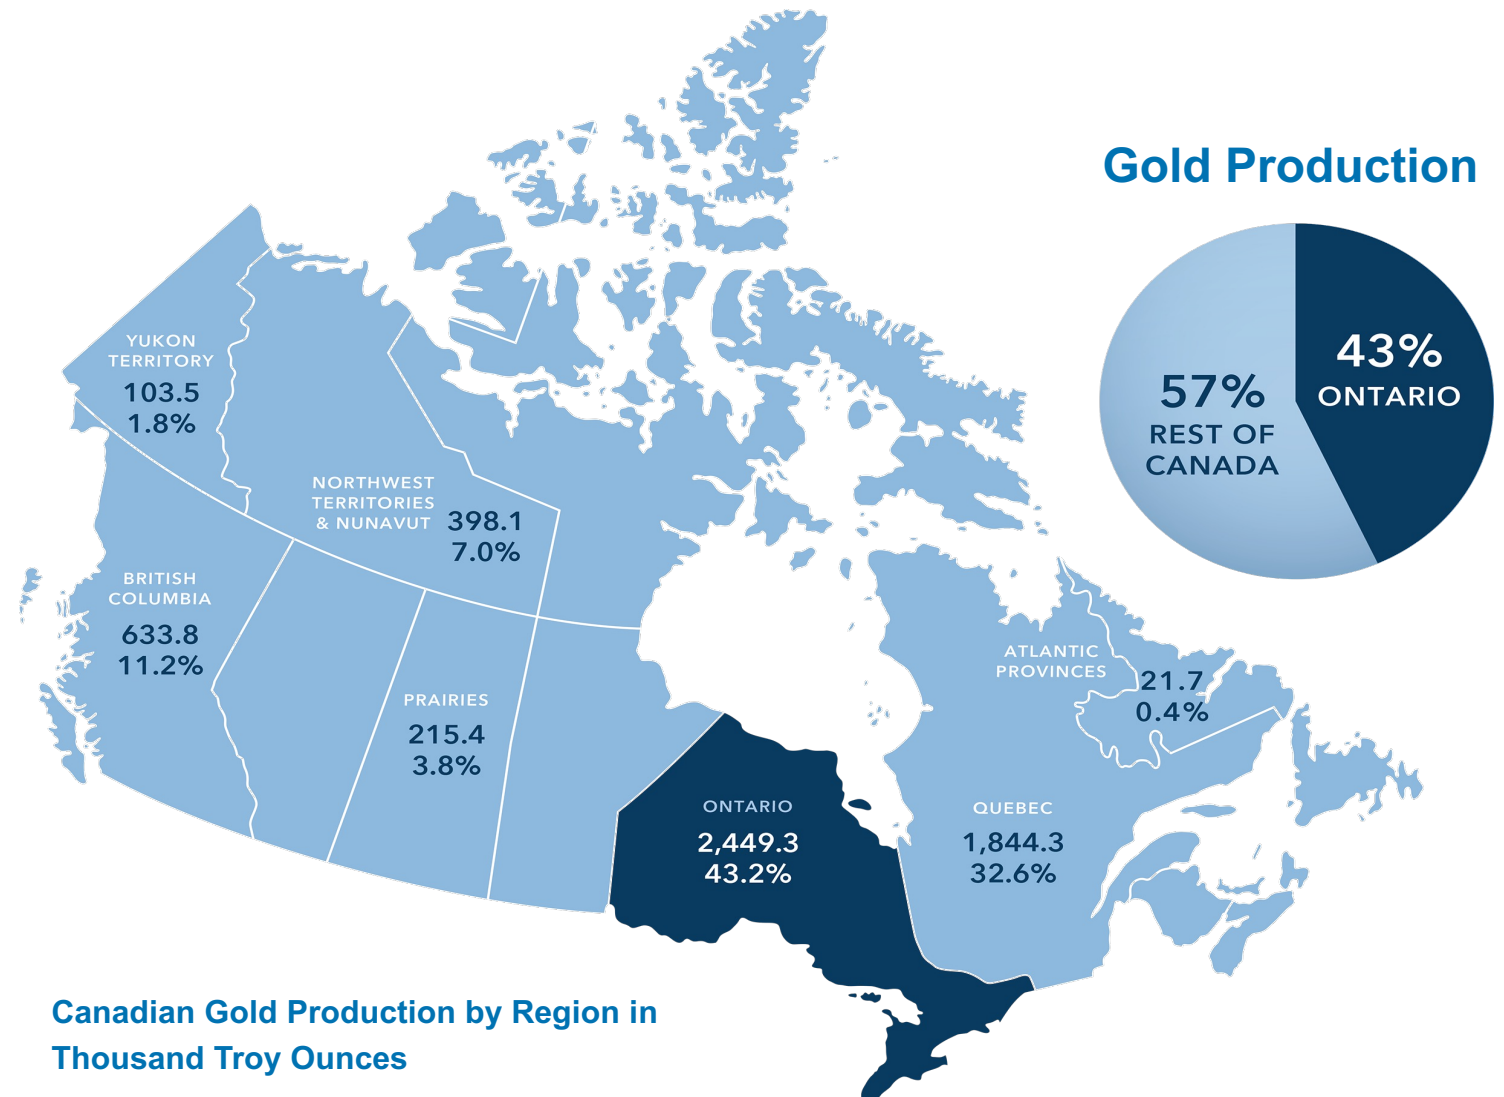 Gold Production
43%
ONTARIO
57%
REST OF
CANADA
YUKON
TERRITORY
103.5
1.8%
NORTHWEST
TERRITORIES
& NUNAVUT
398.1
7.0%
BRITISH
COLUMBIA
633.8
11.2%
PRAIRIES
215.4
3.8%
ONTARIO
2,449.3
43.2%
QUEBEC
1,844.3
32.6%
ATLANTIC
PROVINCES
21.7
0.4%
Canadian Gold Production by Region in
Thousand Troy Ounces